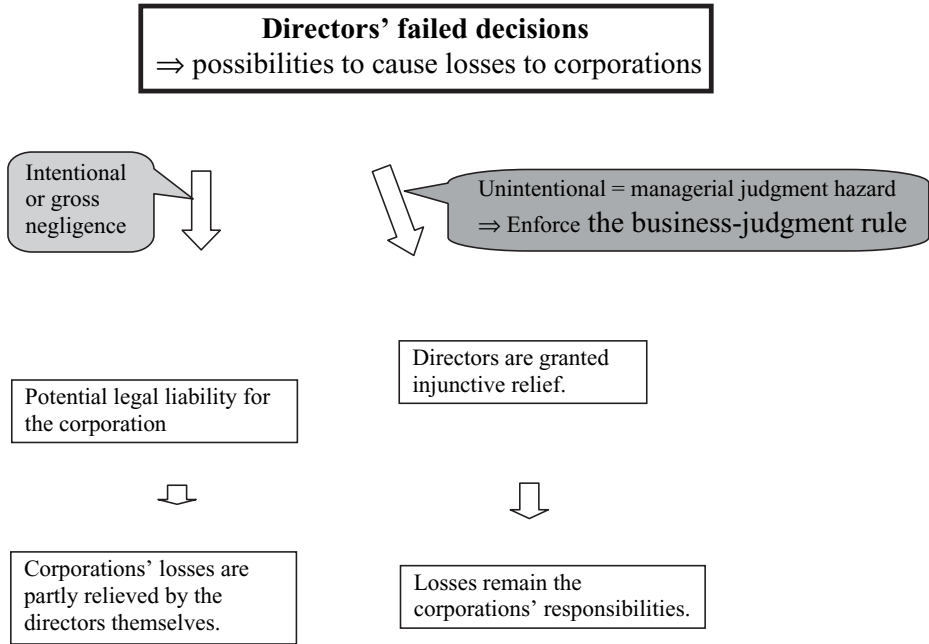 Directors’ failed decisions
⇒ possibilities to cause losses to corporations
Intentional
or gross
negligence
Unintentional = managerial judgment hazard
⇒ Enforce the business-judgment rule
Potential legal liability for
the corporation
Directors are granted
injunctive relief.
Corporations’ losses are
partly relieved by the
directors themselves.
Losses remain the
corporations’ responsibilities.